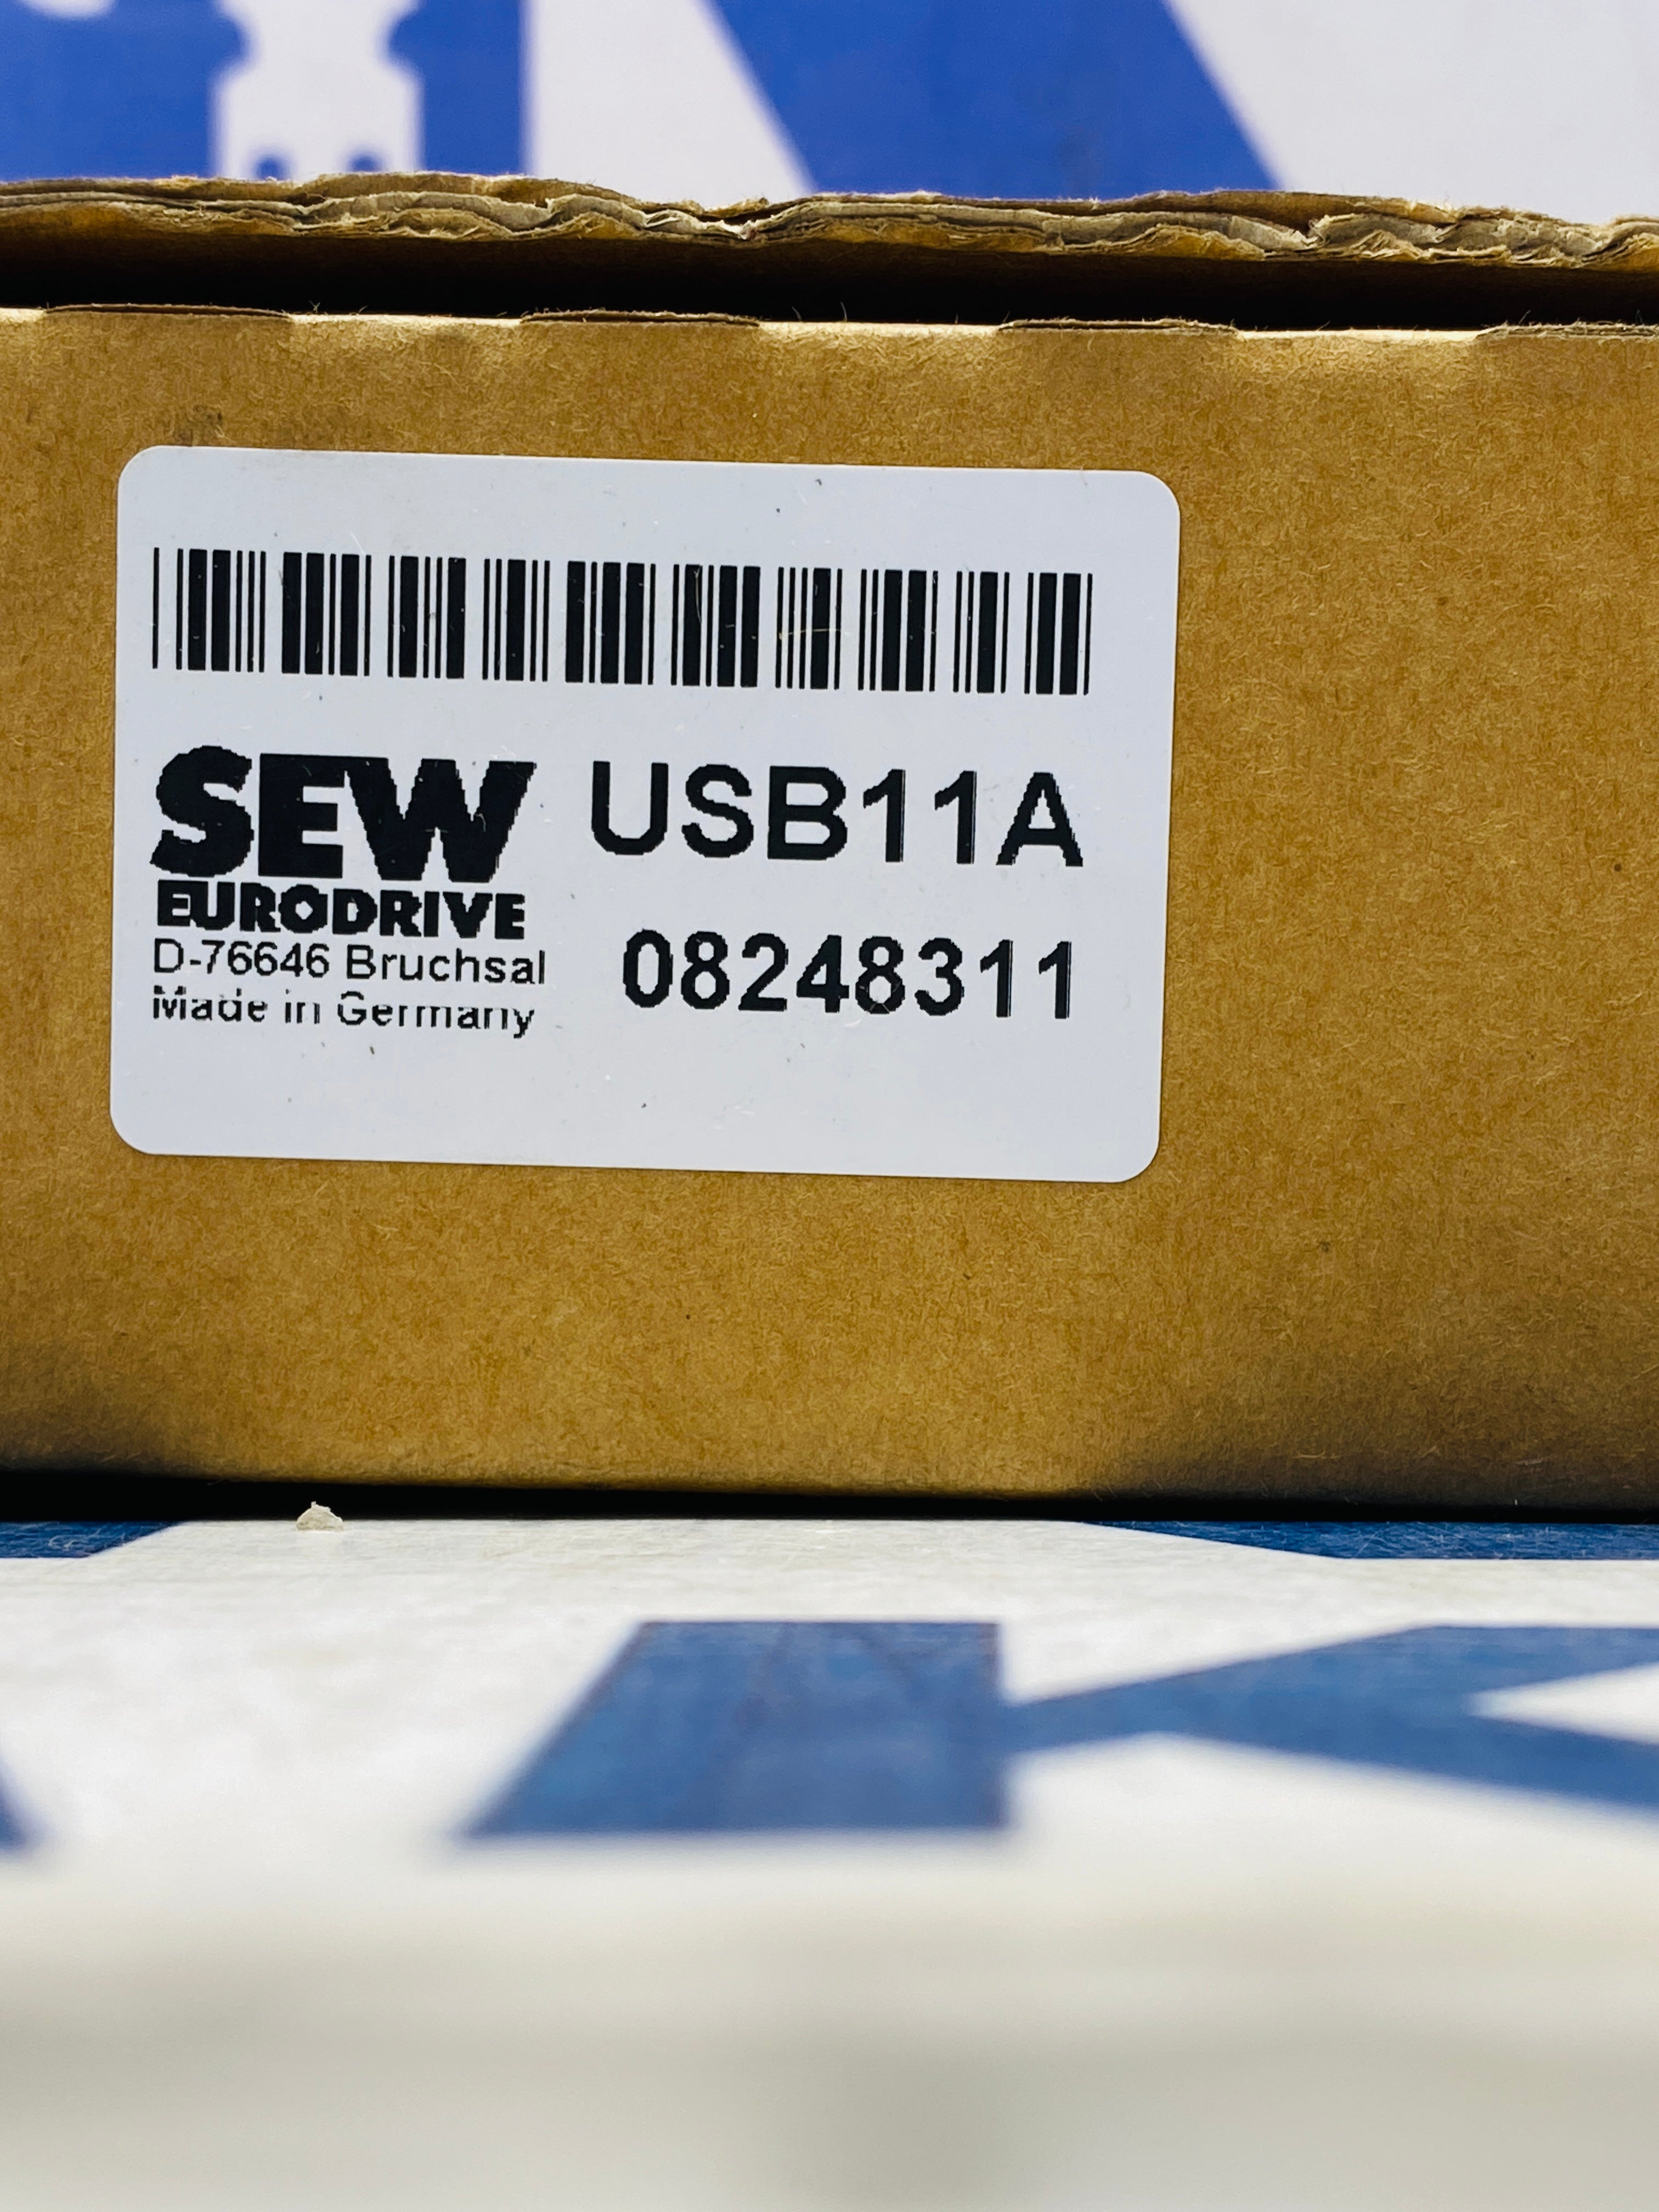 SEW USB11A
EURODRIVE
D-76646 Bruchsal 08248311
Made in Germany